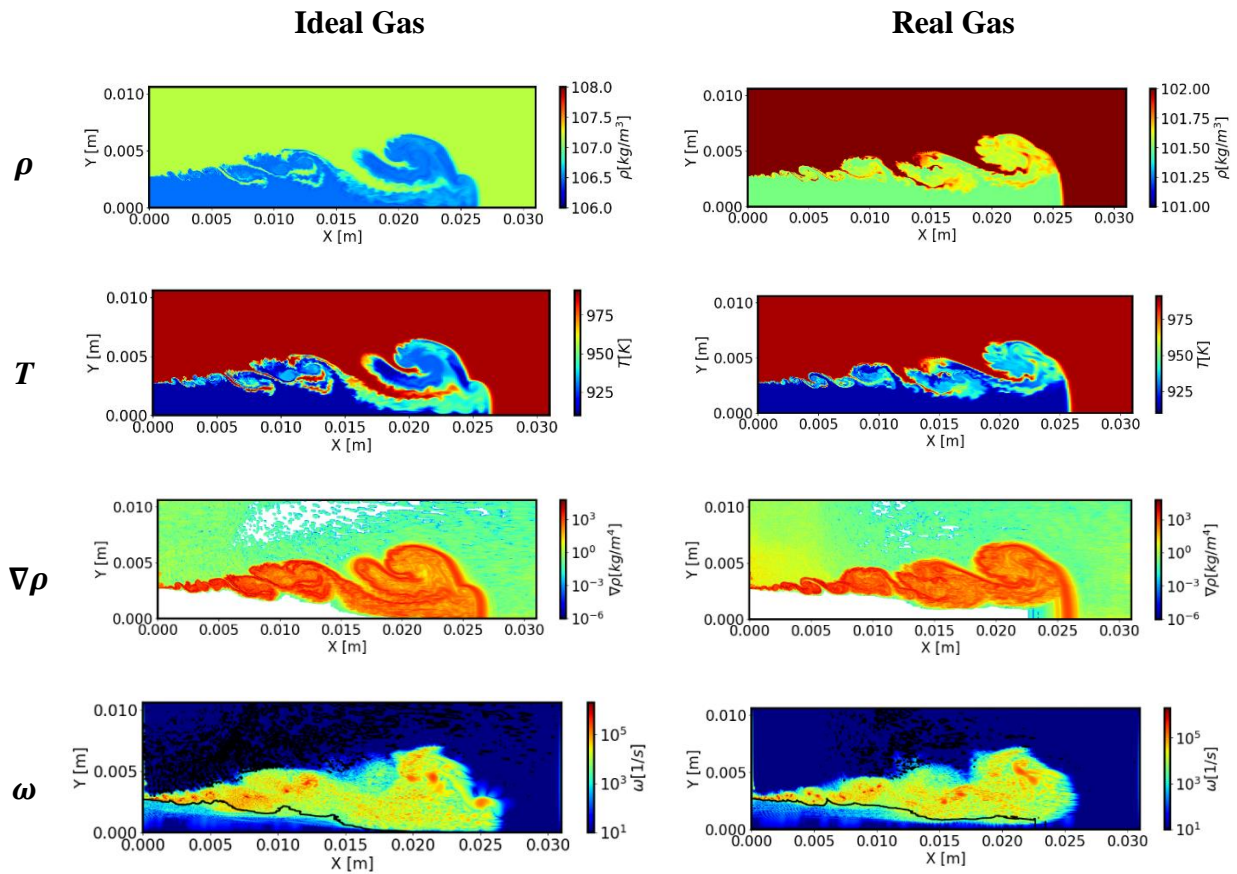 Ideal Gas
Real Gas
ρ
0.010
0.005
0.000
Y [m]
0.000 0.005 0.010 0.015 0.020 0.025 0.030
X [m]
108.0
107.5
107.0
106.5
106.0
ρ[kg/m³]
0.010
0.005
0.000
Y [m]
0.000 0.005 0.010 0.015 0.020 0.025 0.030
X [m]
102.00
101.75
101.50
101.25
101.00
ρ[kg/m³]
T
0.010
0.005
0.000
Y [m]
0.000 0.005 0.010 0.015 0.020 0.025 0.030
X [m]
975
950
925
T[K]
0.010
0.005
0.000
Y [m]
0.000 0.005 0.010 0.015 0.020 0.025 0.030
X [m]
975
950
925
T[K]
∇ρ
0.010
0.005
0.000
Y [m]
0.000 0.005 0.010 0.015 0.020 0.025 0.030
X [m]
10³
10⁰
10⁻³
10⁻⁶
∇ρ[kg/m⁴]
0.010
0.005
0.000
Y [m]
0.000 0.005 0.010 0.015 0.020 0.025 0.030
X [m]
10³
10⁰
10⁻³
10⁻⁶
∇ρ[kg/m⁴]
ω
0.010
0.005
0.000
Y [m]
0.000 0.005 0.010 0.015 0.020 0.025 0.030
X [m]
10⁵
10³
10¹
ω[1/s]
0.010
0.005
0.000
Y [m]
0.000 0.005 0.010 0.015 0.020 0.025 0.030
X [m]
10⁵
10³
10¹
ω[1/s]